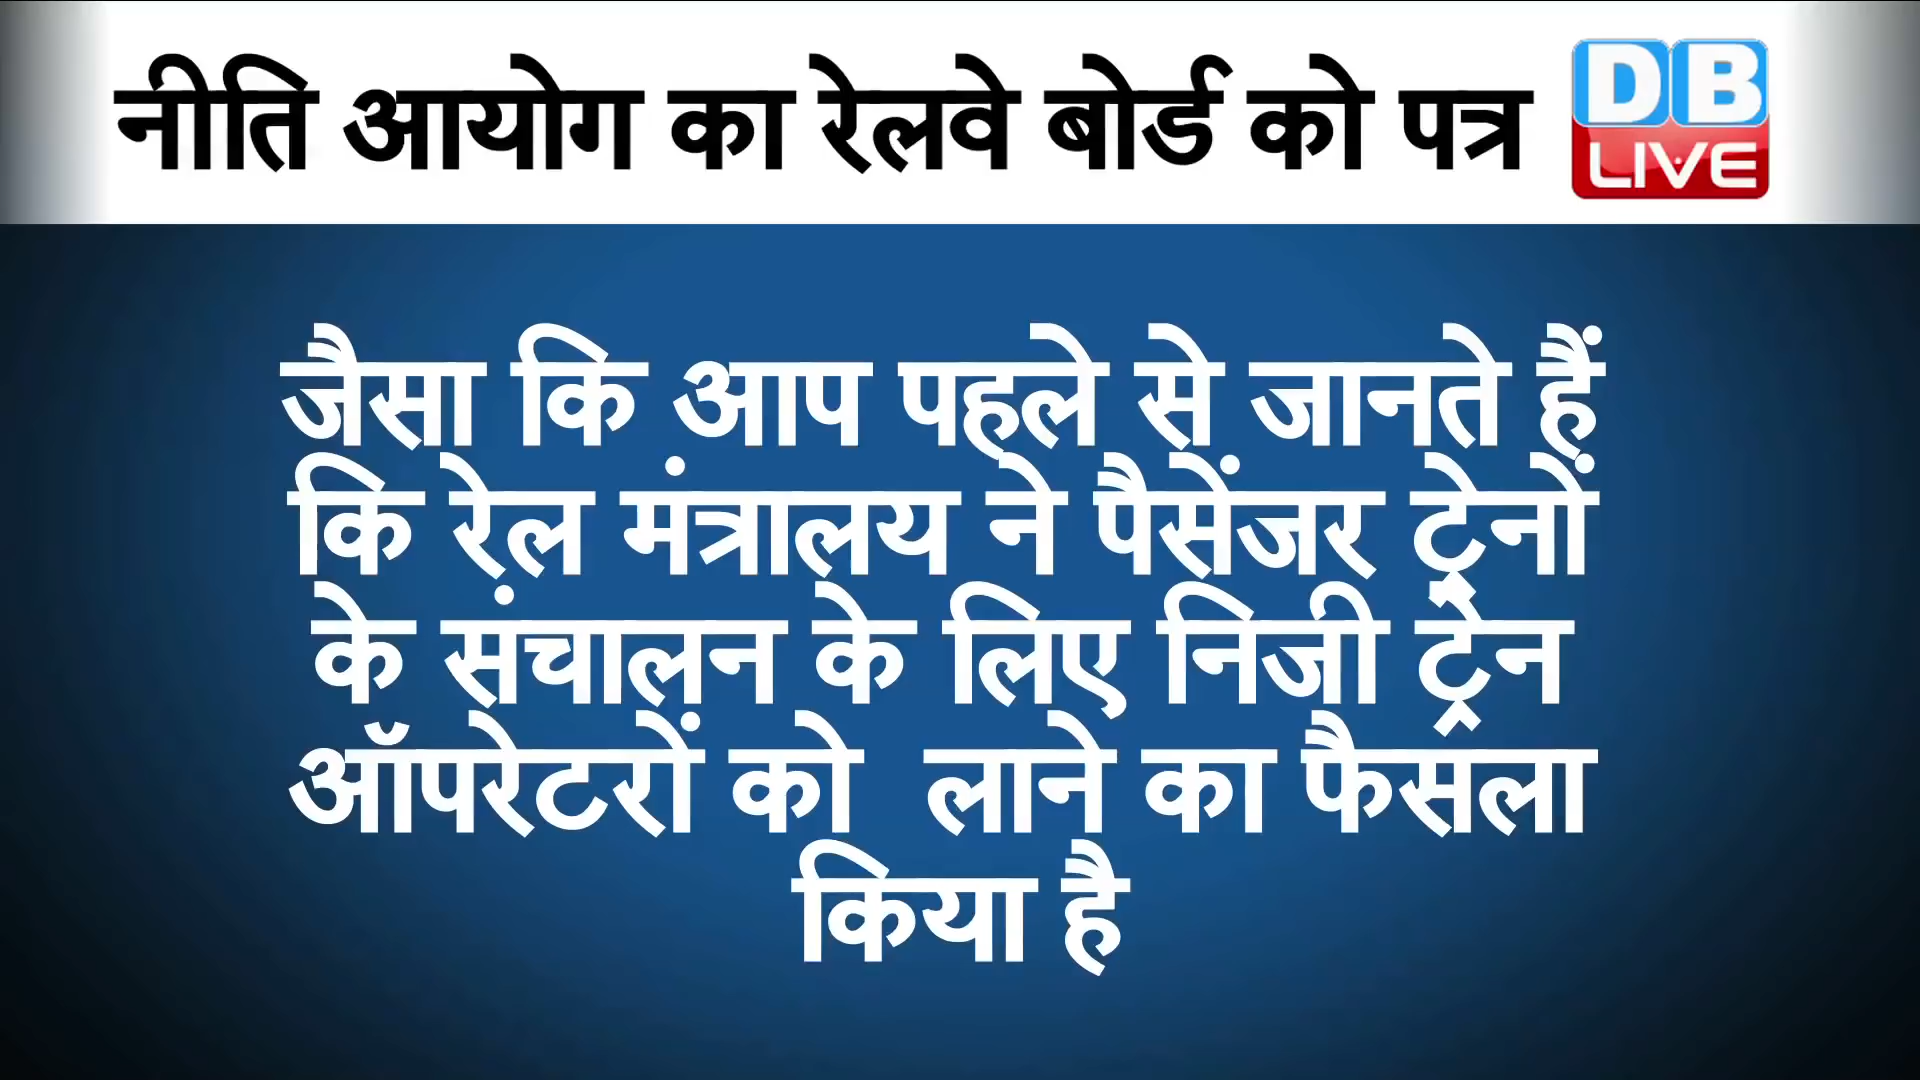 नीति आयोग का रेलवे बोर्ड को पत्र
DB
LIVE
जैसा कि आप पहले से जानते हैं
कि रेल मंत्रालय ने पैसेंजर ट्रेनों
के संचालन के लिए निजी ट्रेन
ऑपरेटरों को लाने का फैसला
किया है